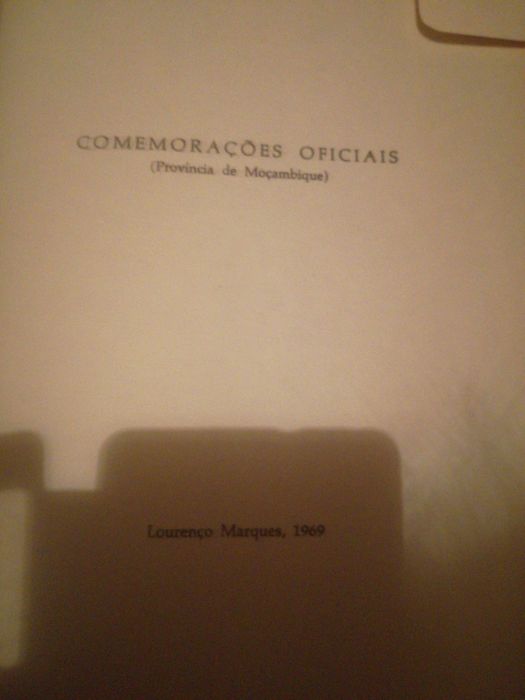 COMEMORAÇÕES OFICIAIS
(Província de Moçambique)
Lourenço Marques, 1969